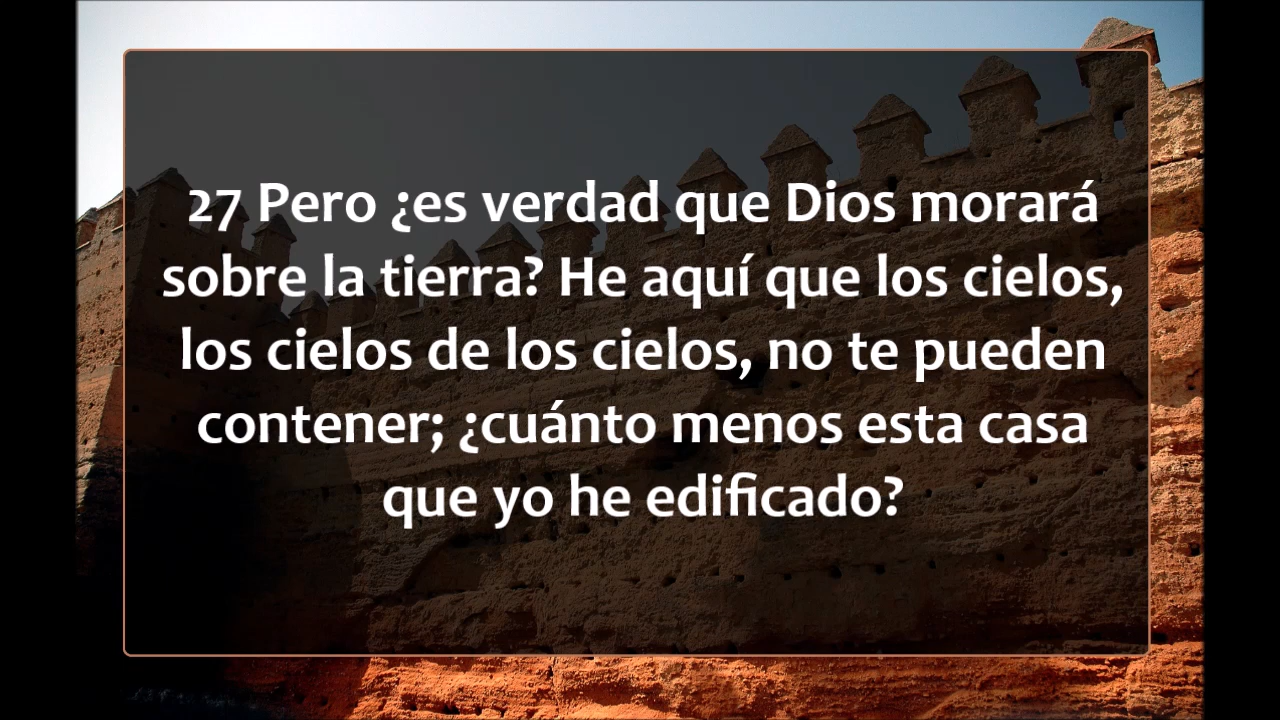 27 Pero ¿es verdad que Dios morará
sobre la tierra? He aquí que los cielos,
los cielos de los cielos, no te pueden
contener; ¿cuánto menos esta casa
que yo he edificado?